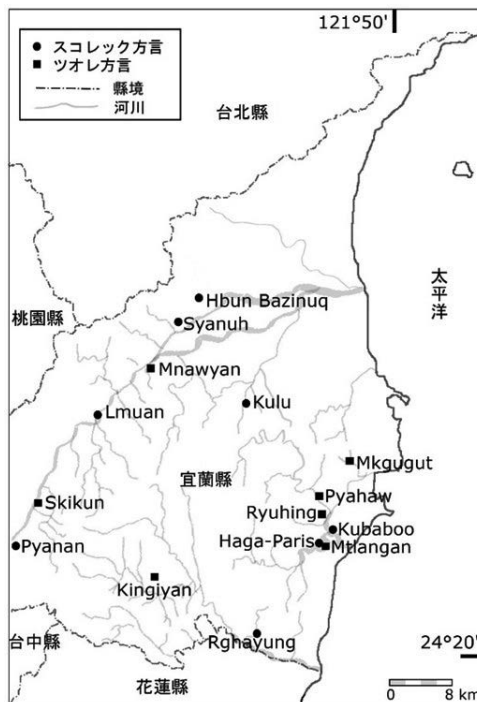 121°50'
● スコレック方言
■ ツオレ方言
縣境
河川
台北縣
太平洋
桃園縣
Hbun Bazinuq
Syanuh
Mnawyan
Kulu
Lmuan
Mkgugut
宜蘭縣
Pyahaw
Skikun
Ryuhing
Kubaboo
Haga-Paris
Mtlangan
Pyanan
Kingiyan
Rghayung
台中縣
24°20'
花蓮縣
0 8 km